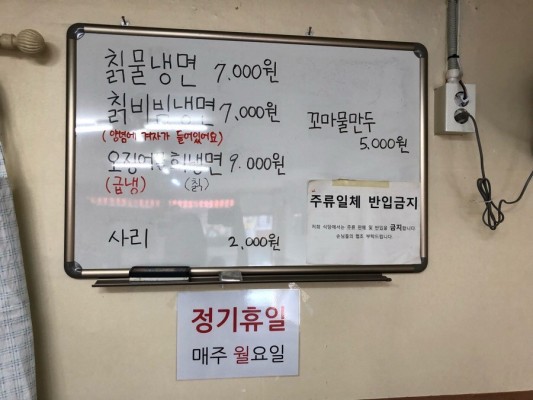 칡물냉면 7,000원
칡비빔냉면 7,000원
(양념에 겨자가 들어있어요)
오징어 회냉면 9,000원
(급냉) (칡)
사리 2,000원
꼬마물만두
5,000원
주류일체 반입금지
저희 식당에서는 주류 판매 및 반입을 금지합니다
손님들의 협조 부탁드립니다
정기휴일
매주 월요일